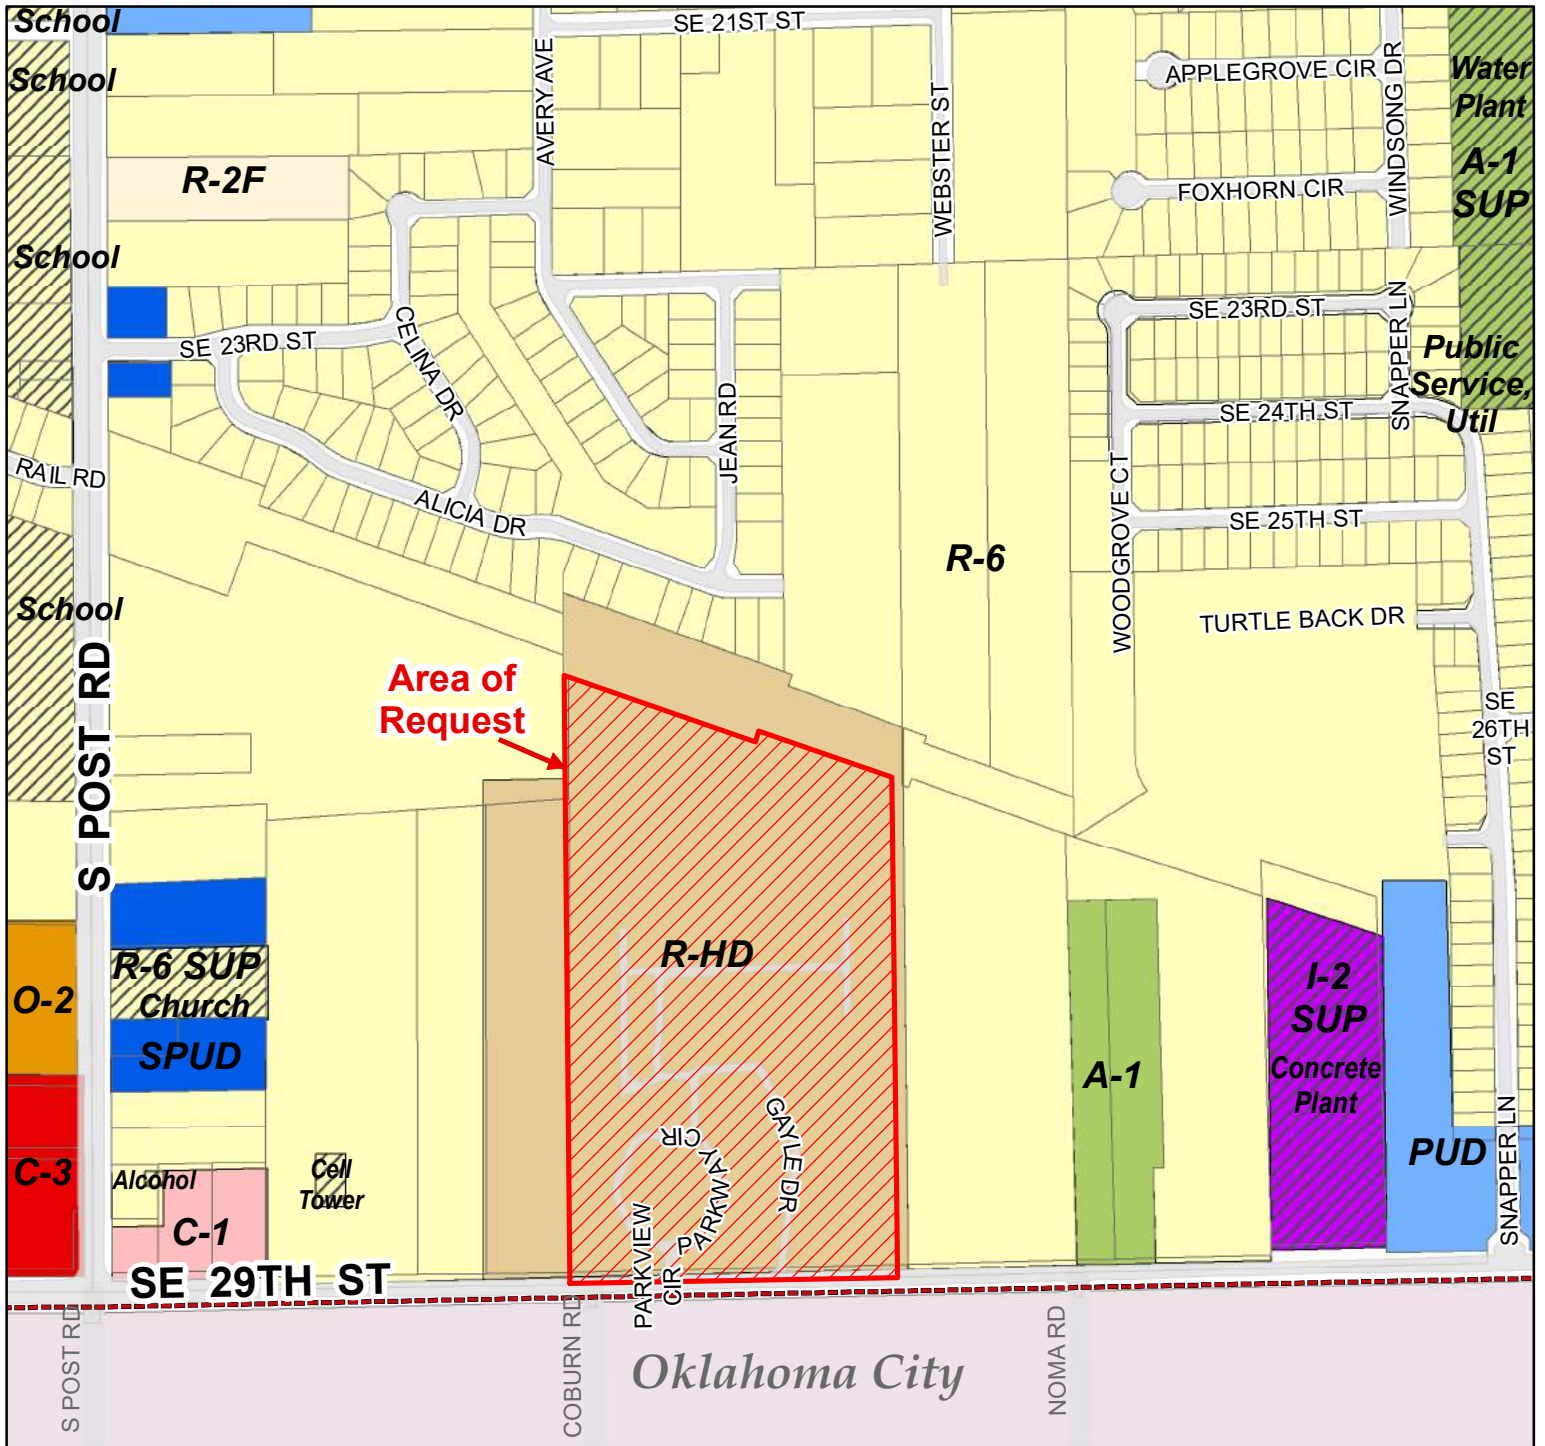 School
SE 21ST ST
School
AVERY AVE
WEBSTER ST
APPLEGROVE CIR
WINDSONG DR
Water
Plant
A-1
SUP
R-2F
FOXHORN CIR
School
SE 23RD ST
CELINA DR
JEAN RD
SE 23RD ST
SNAPPER LN
Public
Service,
Util
SE 24TH ST
RAIL RD
ALICIA DR
WOODGROVE CT
SE 25TH ST
R-6
School
TURTLE BACK DR
S POST RD
Area of
Request
SE
26TH
ST
R-HD
O-2
R-6 SUP
Church
SPUD
A-1
I-2
SUP
Concrete
Plant
C-3
Alcohol
C-1
Cell
Tower
PARKWAY CIR
GAYLE DR
PARKVIEW
CIR
PUD
SNAPPER LN
SE 29TH ST
S POST RD
COBURN RD
NOMA RD
Oklahoma City